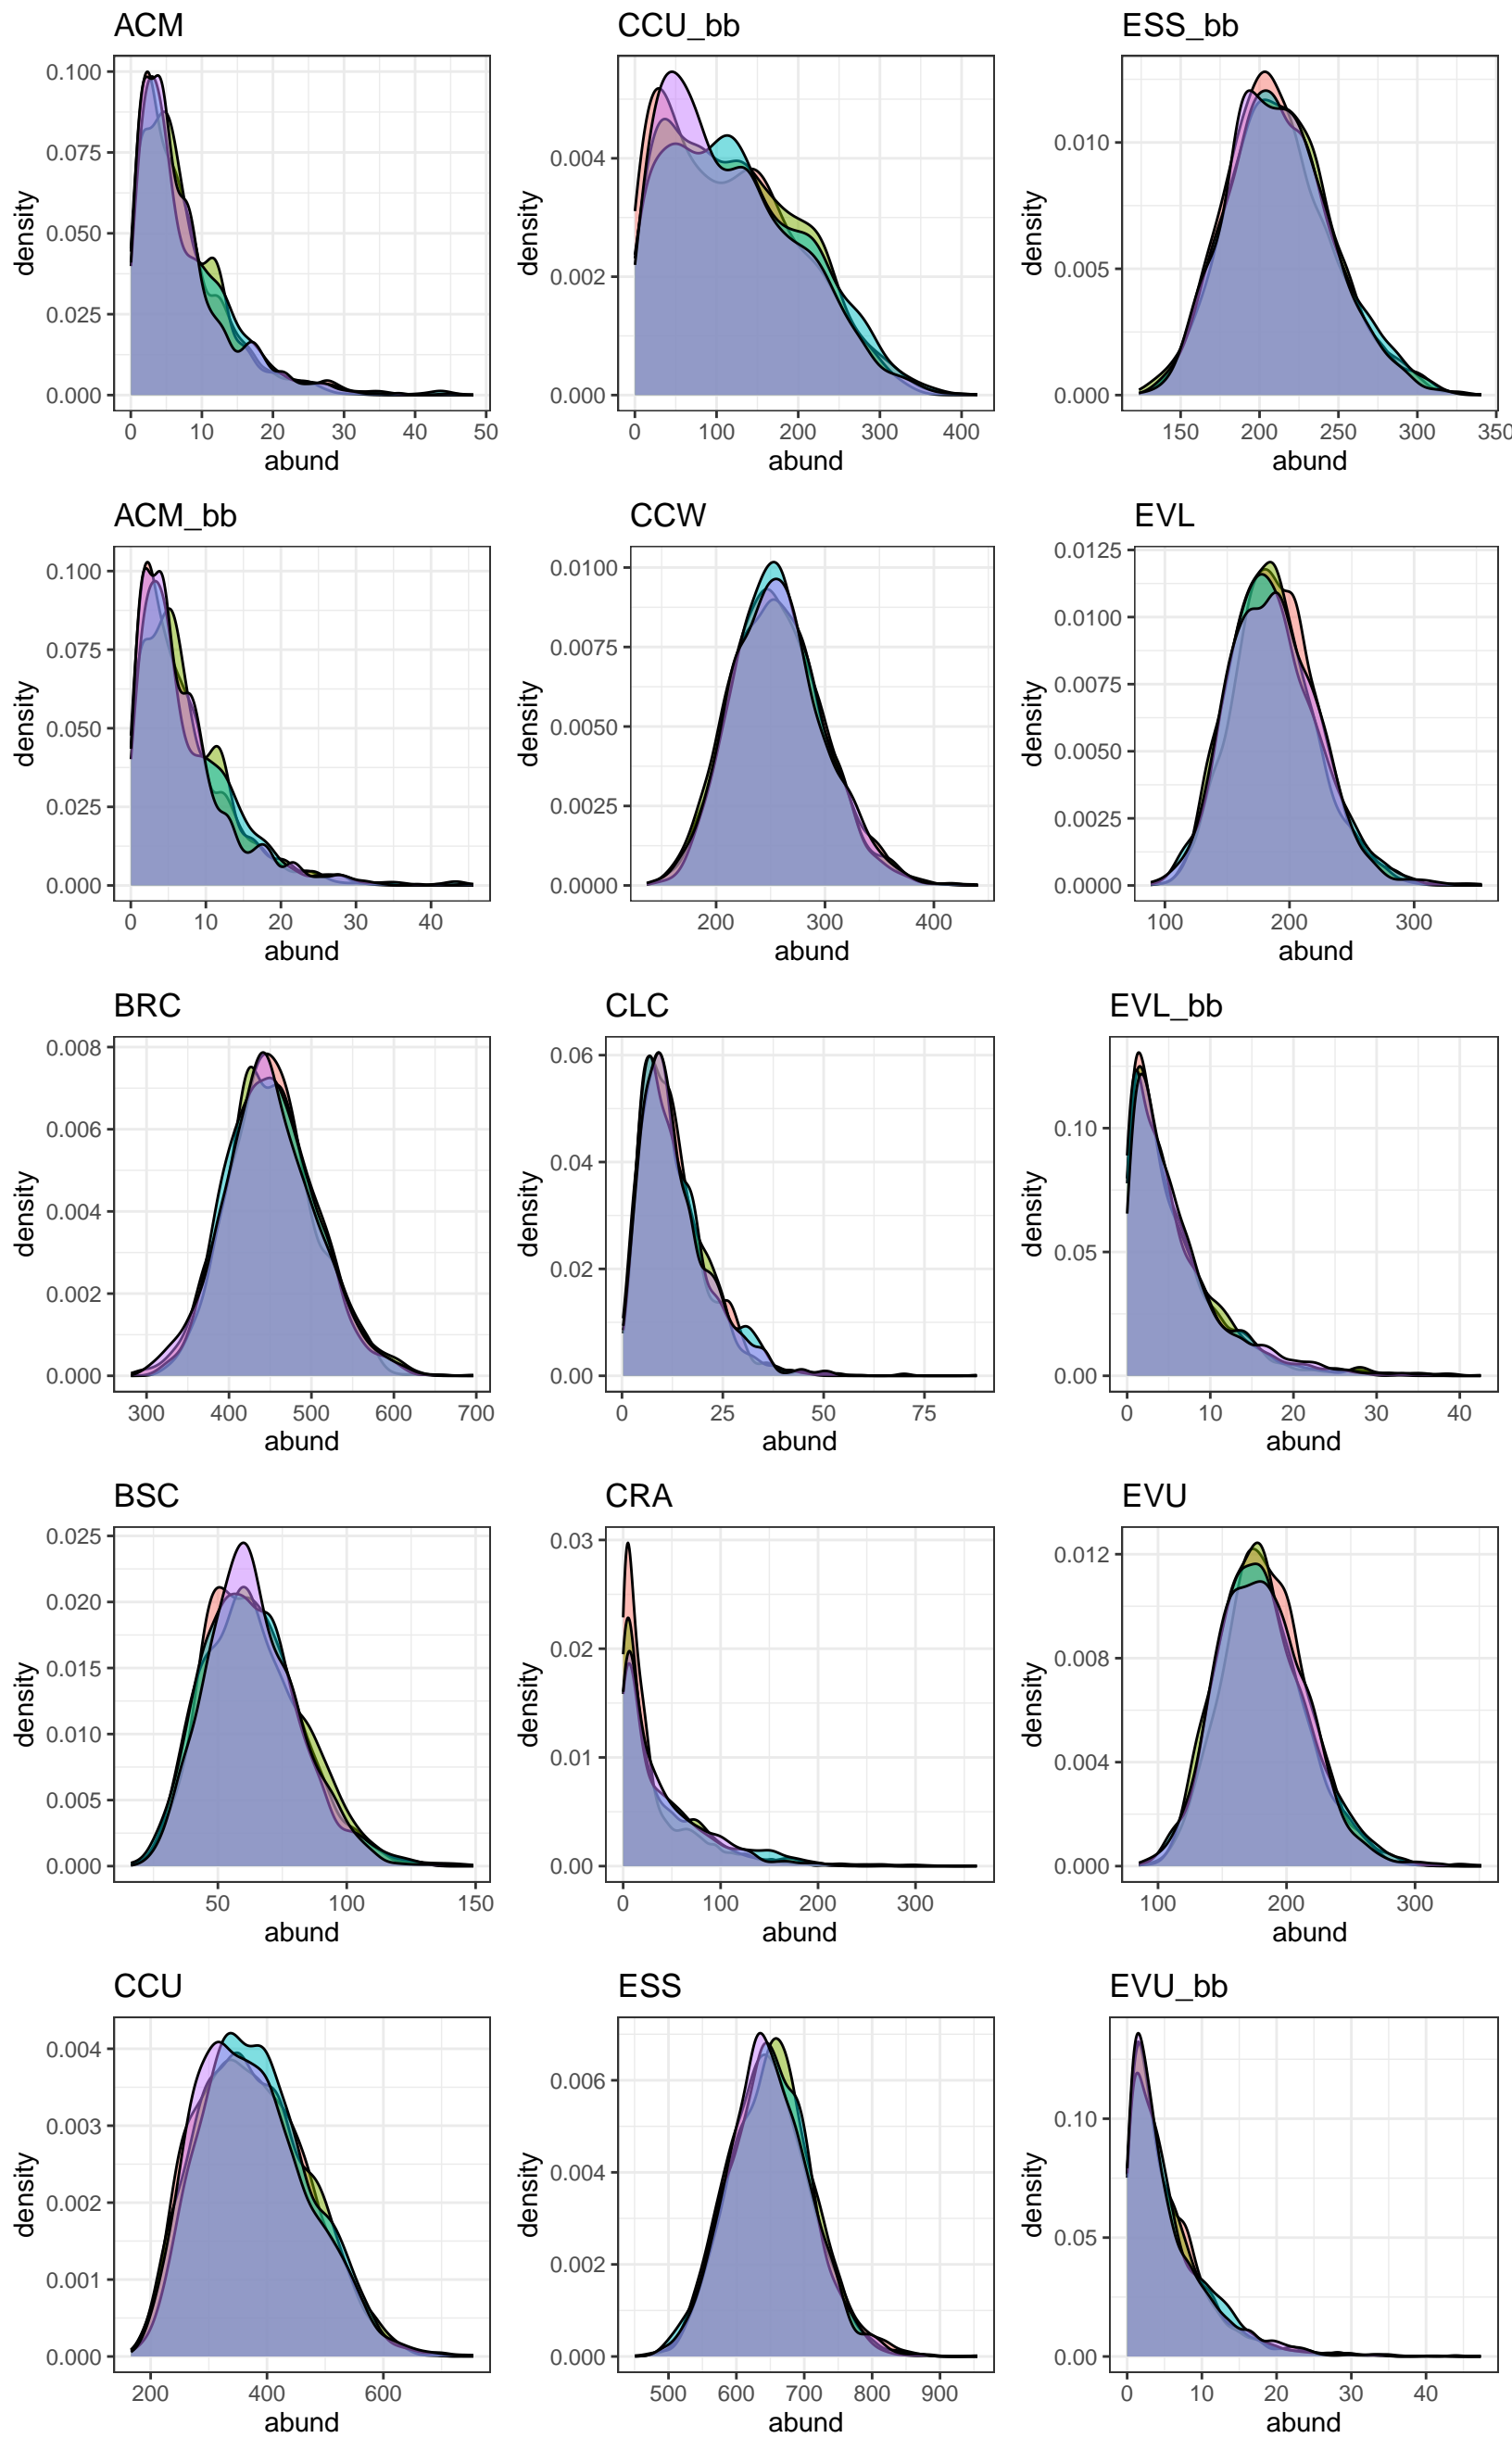 ACM
CCU_bb
ESS_bb
density
0.100
0.075
0.050
0.025
0.000
0 10 20 30 40 50
abund
density
0.004
0.002
0.000
0 100 200 300 400
abund
density
0.010
0.005
0.000
150 200 250 300 350
abund
ACM_bb
CCW
EVL
density
0.100
0.075
0.050
0.025
0.000
0 10 20 30 40
abund
density
0.0100
0.0075
0.0050
0.0025
0.0000
200 300 400
abund
density
0.0125
0.0100
0.0075
0.0050
0.0025
0.0000
100 200 300
abund
BRC
CLC
EVL_bb
density
0.008
0.006
0.004
0.002
0.000
300 400 500 600 700
abund
density
0.06
0.04
0.02
0.00
0 25 50 75
abund
density
0.10
0.05
0.00
0 10 20 30 40
abund
BSC
CRA
EVU
density
0.025
0.020
0.015
0.010
0.005
0.000
50 100 150
abund
density
0.03
0.02
0.01
0.00
0 100 200 300
abund
density
0.012
0.008
0.004
0.000
100 200 300
abund
CCU
ESS
EVU_bb
density
0.004
0.003
0.002
0.001
0.000
200 400 600
abund
density
0.006
0.004
0.002
0.000
500 600 700 800 900
abund
density
0.10
0.05
0.00
0 10 20 30 40
abund